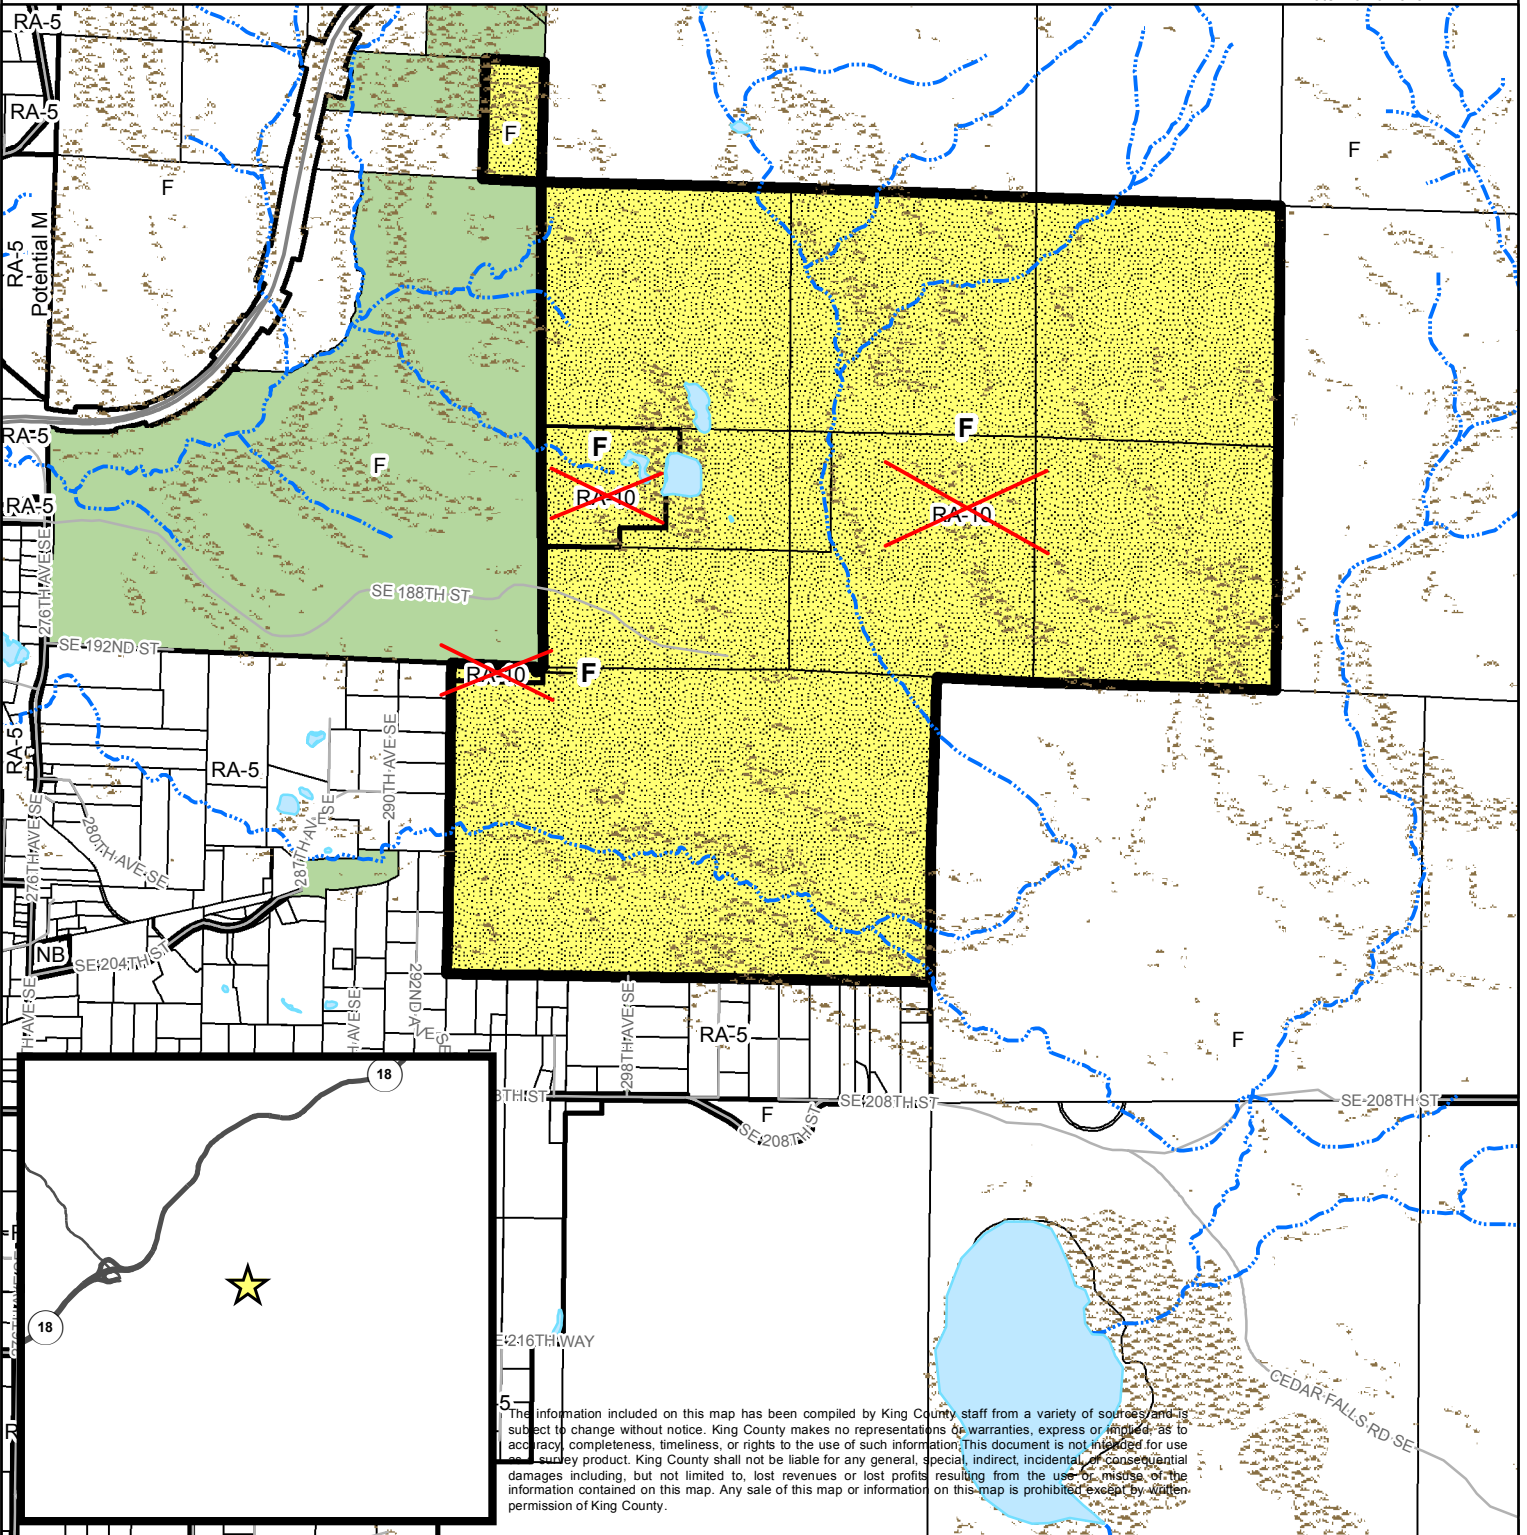 RA-5
RA-5
F
F
F
RA-5
Potential M
F
F
RA-5
F
RA-10
RA-10
RA-5
276TH AVE SE
SE 188TH ST
SE 192ND ST
RA-10
F
RA-5
RA-5
290TH AVE SE
276TH AVE SE
280TH AVE SE
287TH AV
E SE
NB
SE 204TH ST
292ND A
VE
SE
298TH AVE SE
RA-5
F
H AVE SE
H AVE SE
8TH ST
SE 208TH ST
F
SE 208TH ST
SE 208TH ST
18
18
E 216TH WAY
CEDAR FALLS RD SE
-5
R
The information included on this map has been compiled by King County staff from a variety of sources and is
subject to change without notice. King County makes no representations or warranties, express or implied, as to
accuracy, completeness, timeliness, or rights to the use of such information. This document is not intended for use
as a survey product. King County shall not be liable for any general, special, indirect, incidental, or consequential
damages including, but not limited to, lost revenues or lost profits resulting from the use or misuse of the
information contained on this map. Any sale of this map or information on this map is prohibited except by written
permission of King County.